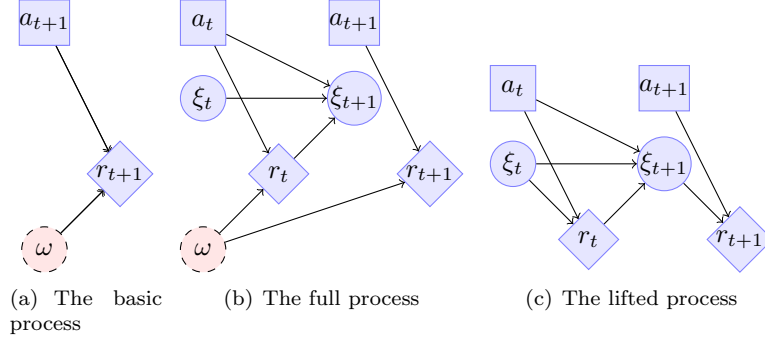 a_{t+1}
r_{t+1}
ω
(a) The basic
process
a_t
a_{t+1}
ξ_t
ξ_{t+1}
r_t
r_{t+1}
ω
(b) The full process
a_t
a_{t+1}
ξ_t
ξ_{t+1}
r_t
r_{t+1}
(c) The lifted process